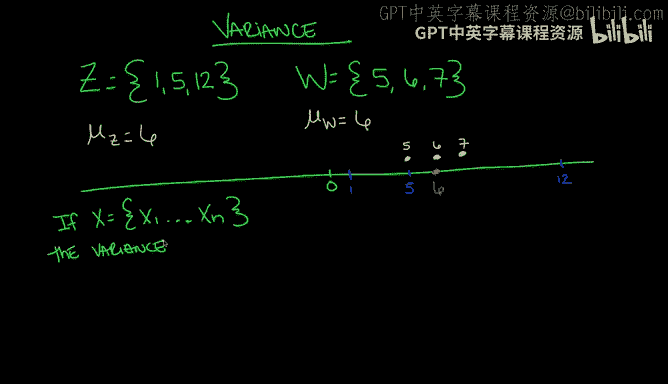 GPT中英字幕课程资源@bilibili.com
GPT中英字幕课程资源 bilibili
VARIANCE
Z={1,5,12} W={5,6,7}
μ_Z=6 μ_W=6
5 6 7
0 1 5 6 12
If X={X₁...Xₙ}
the VARIANCE